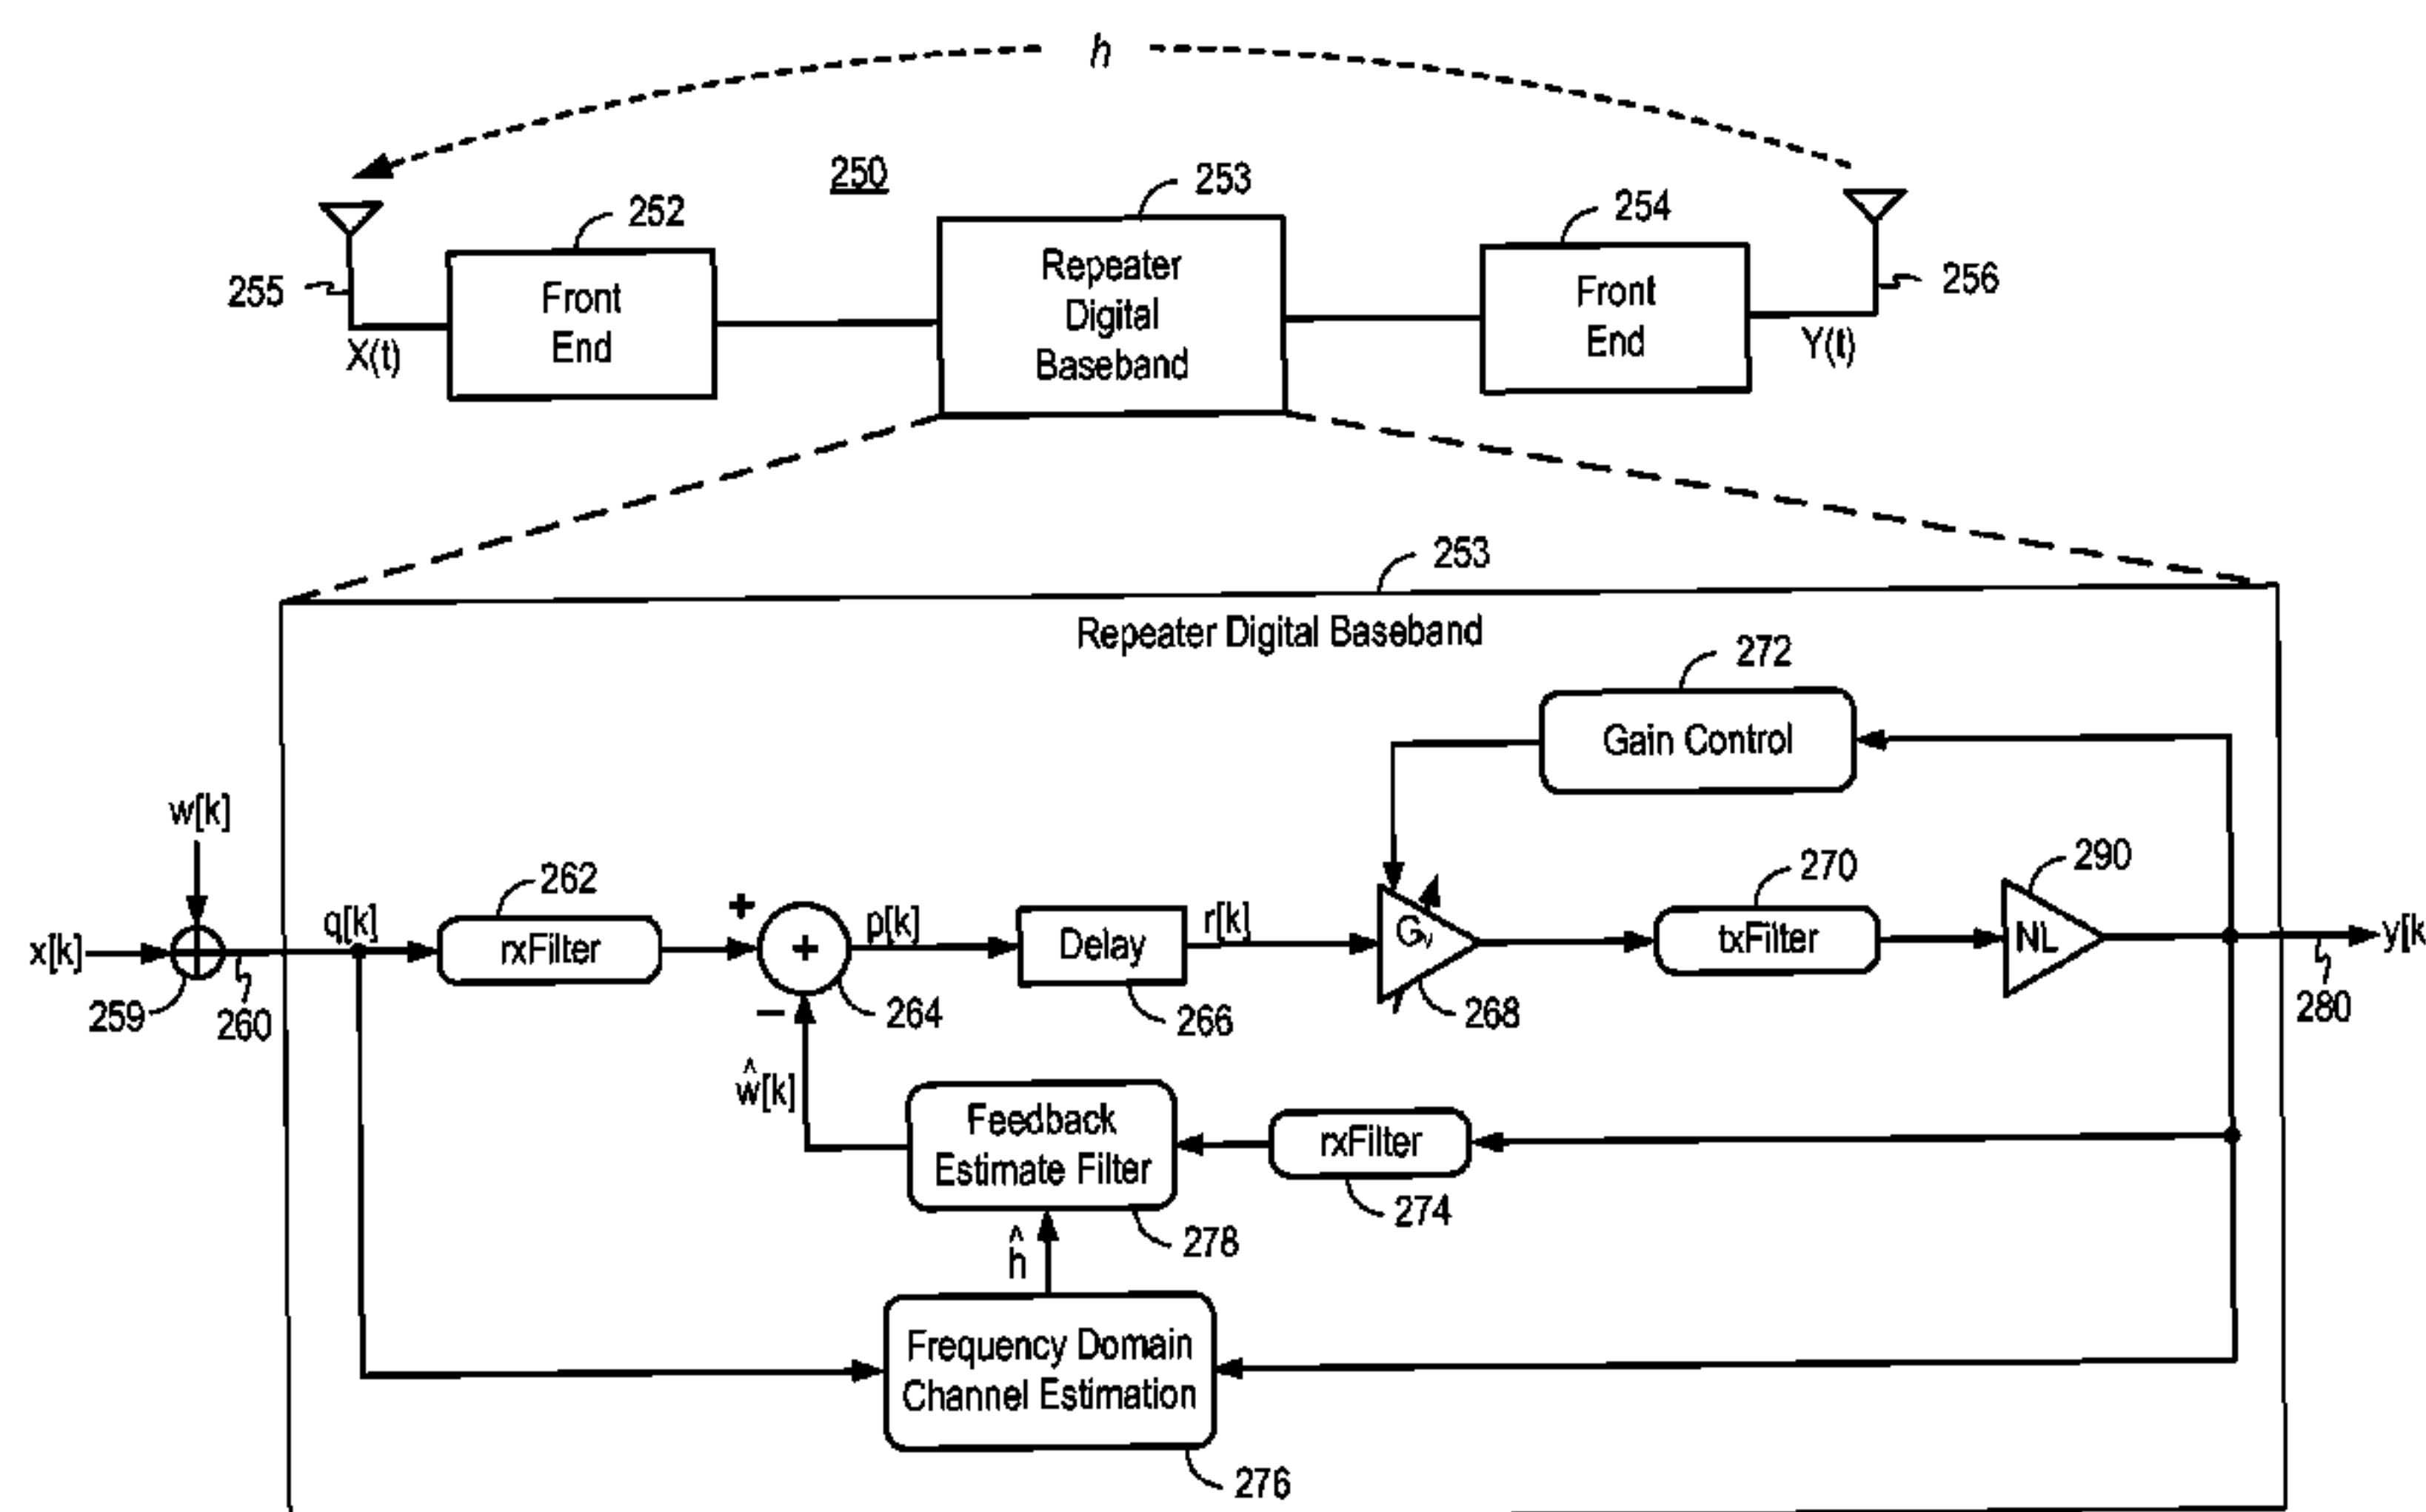 h
250
253
252
254
255
256
Front
End
Repeater
Digital
Baseband
Front
End
X(t)
Y(t)
253
Repeater Digital Baseband
272
Gain Control
w[k]
290
270
262
q[k]
+
p[k]
r[k]
Gv
x[k]
rxFilter
+
Delay
txFilter
NL
y[k
259
260
−
264
266
268
280
ŵ[k]
Feedback
Estimate Filter
rxFilter
274
278
ĥ
Frequency Domain
Channel Estimation
276